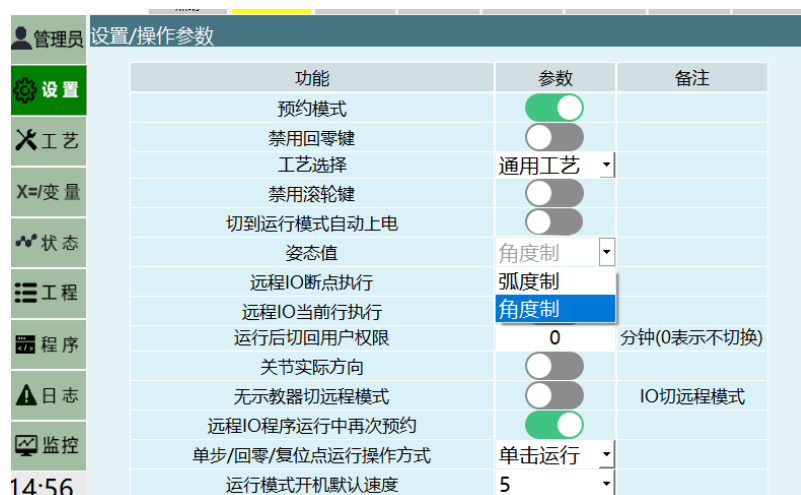 管理员 设置/操作参数
功能 参数 备注
设置
预约模式
工艺
禁用回零键
工艺选择 通用工艺
X=/变量
禁用滚轮键
切到运行模式自动上电
状态
姿态值 角度制
工程
远程IO断点执行 弧度制
远程IO当前行执行 角度制
程序
运行后切回用户权限 0 分钟(0表示不切换)
关节实际方向
日志
无示教器切远程模式 IO切远程模式
远程IO程序运行中再次预约
监控
单步/回零/复位点运行操作方式 单击运行
14:56
运行模式开机默认速度 5